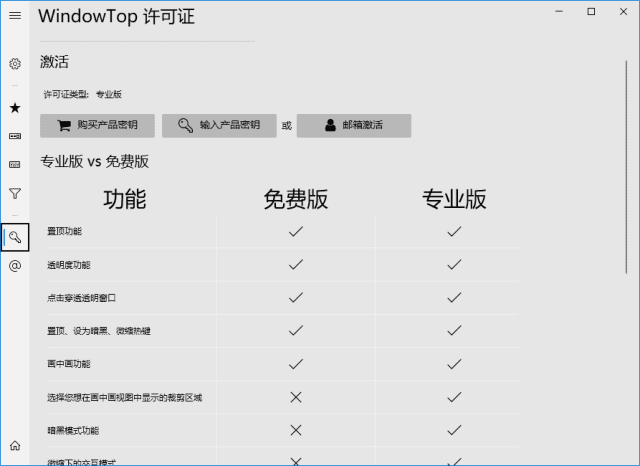 WindowTop 许可证
激活
许可证类型: 专业版
购买产品密钥 输入产品密钥 或 邮箱激活
专业版 vs 免费版
功能 免费版 专业版
置顶功能
透明度功能
点击穿透透明窗口
置顶、设为暗黑、微缩热键
画中画功能
选择您想在画中画视图中显示的裁剪区域
暗黑模式功能
微缩下的交互模式